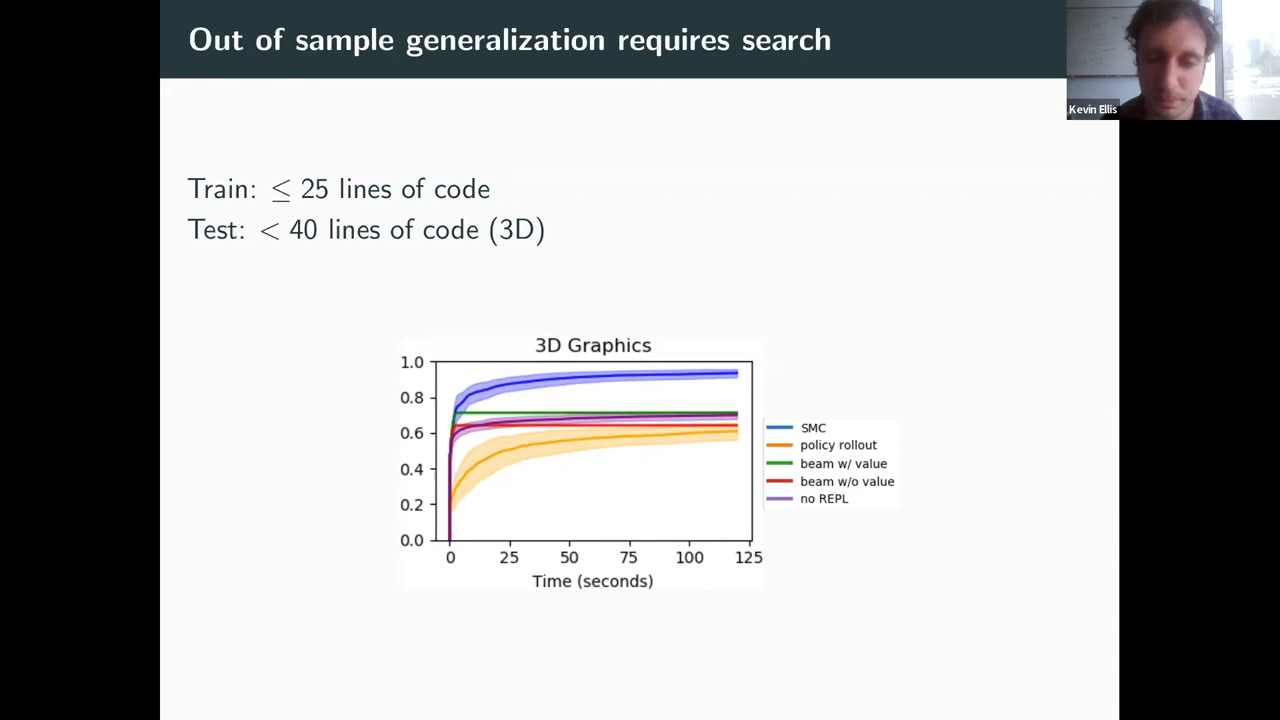 Out of sample generalization requires search
Kevin Ellis
Train: ≤ 25 lines of code
Test: < 40 lines of code (3D)
3D Graphics
1.0
0.8
0.6
0.4
0.2
0.0
0 25 50 75 100 125
Time (seconds)
SMC
policy rollout
beam w/ value
beam w/o value
no REPL